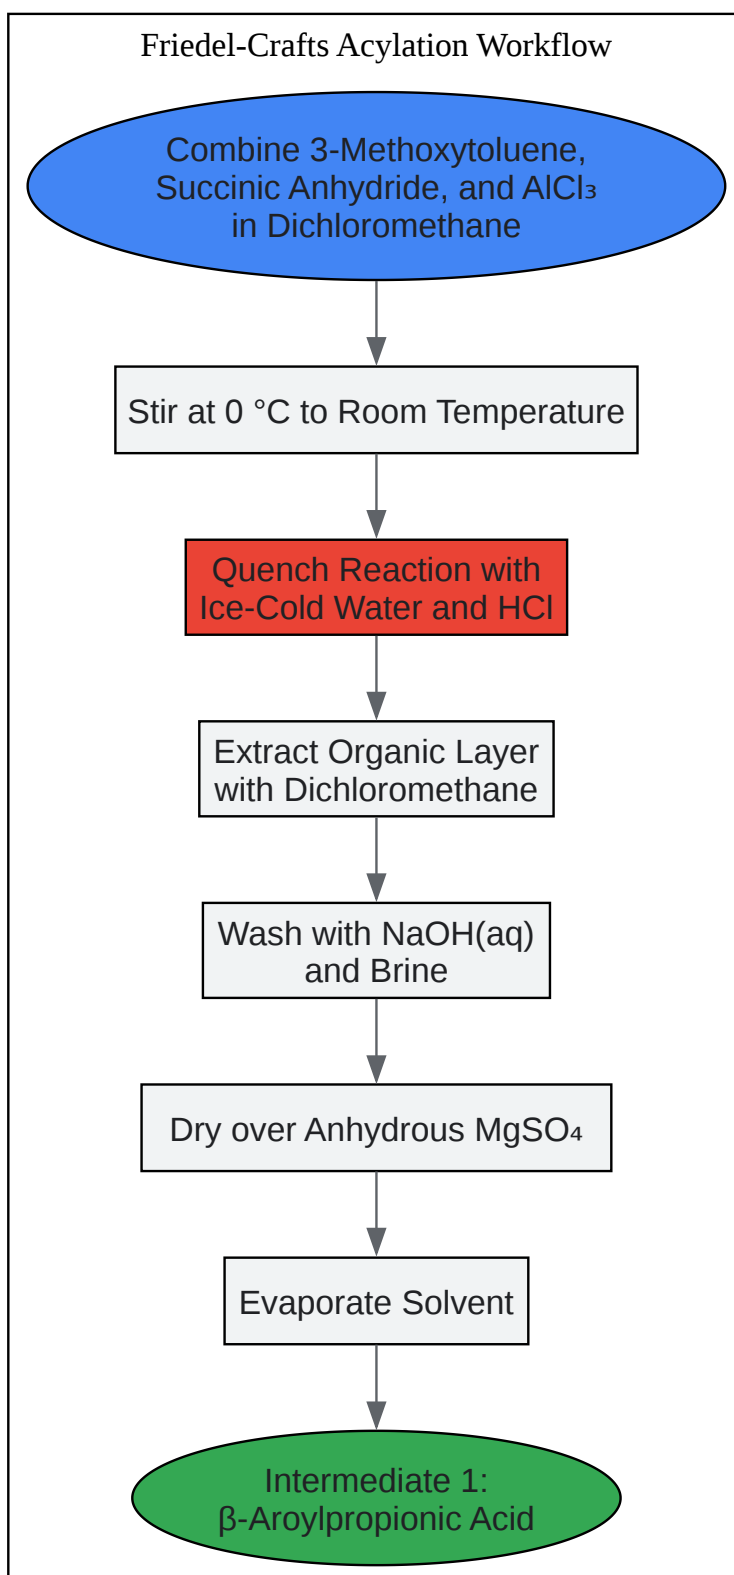 Friedel-Crafts Acylation Workflow
Combine 3-Methoxytoluene,
Succinic Anhydride, and AlCl₃
in Dichloromethane
Stir at 0 °C to Room Temperature
Quench Reaction with
Ice-Cold Water and HCl
Extract Organic Layer
with Dichloromethane
Wash with NaOH(aq)
and Brine
Dry over Anhydrous MgSO₄
Evaporate Solvent
Intermediate 1:
β-Aroylpropionic Acid